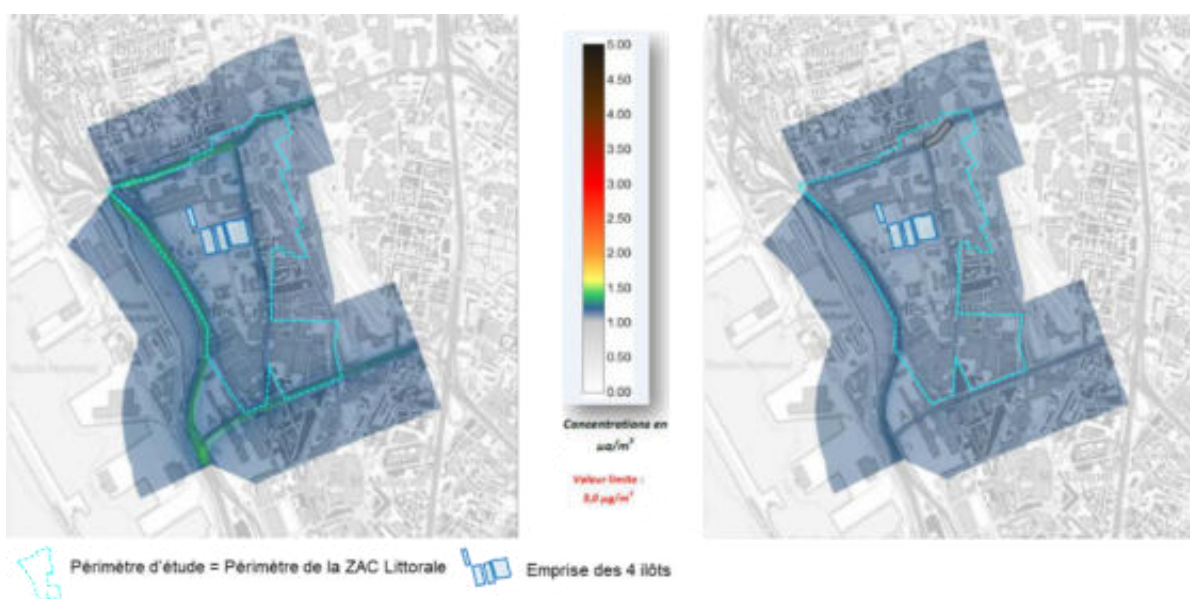 5.00
4.50
4.00
3.50
3.00
2.50
2.00
1.50
1.00
0.50
0.00
Concentrations en
µg/m³
Valeur limite :
5,0 µg/m³
Périmètre d'étude = Périmètre de la ZAC Littorale
Emprise des 4 ilôts